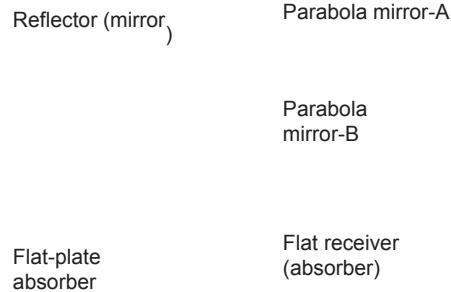 Reflector (mirror)
Parabola mirror-A
Parabola
mirror-B
Flat-plate
absorber
Flat receiver
(absorber)